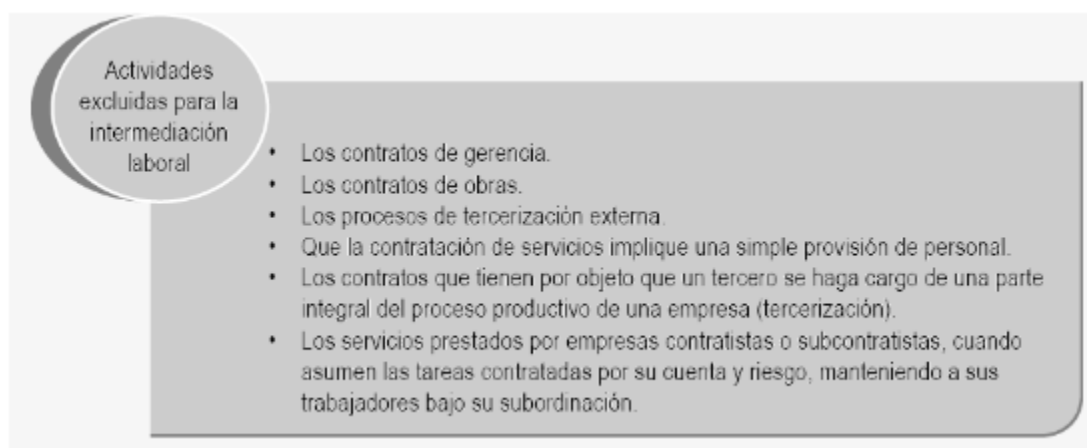 Actividades
excluidas para la
intermediación
laboral
• Los contratos de gerencia.
• Los contratos de obras.
• Los procesos de tercerización externa.
• Que la contratación de servicios implique una simple provisión de personal.
• Los contratos que tienen por objeto que un tercero se haga cargo de una parte
integral del proceso productivo de una empresa (tercerización).
• Los servicios prestados por empresas contratistas o subcontratistas, cuando
asumen las tareas contratadas por su cuenta y riesgo, manteniendo a sus
trabajadores bajo su subordinación.